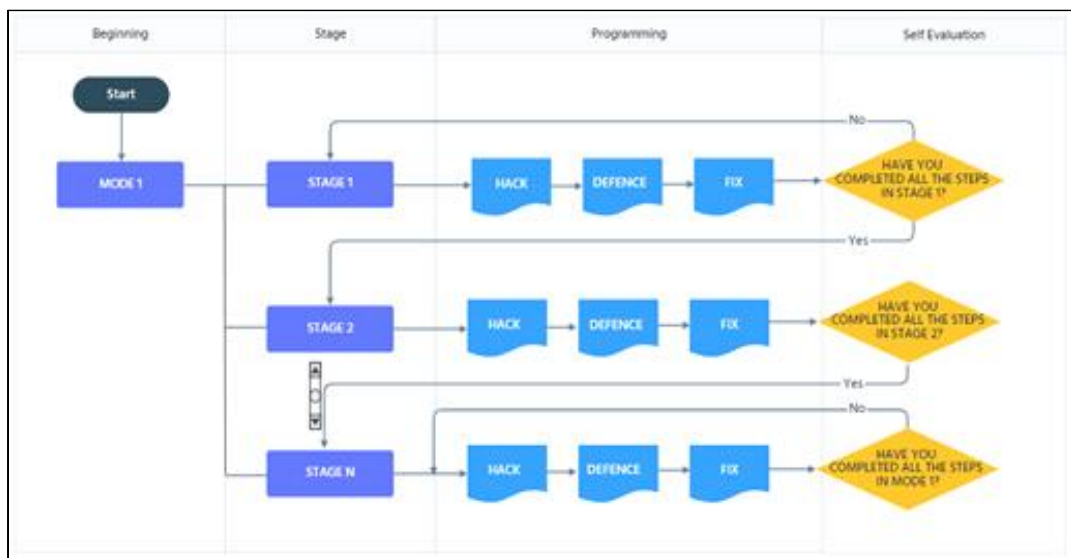 Beginning
Stage
Programming
Self Evaluation
Start
No
MODE 1
STAGE 1
HACK
DEFENCE
FIX
HAVE YOU
COMPLETED ALL THE STEPS
IN STAGE 1?
Yes
STAGE 2
HACK
DEFENCE
FIX
HAVE YOU
COMPLETED ALL THE STEPS
IN STAGE 2?
Yes
No
STAGE N
HACK
DEFENCE
FIX
HAVE YOU
COMPLETED ALL THE STEPS
IN MODE 1?